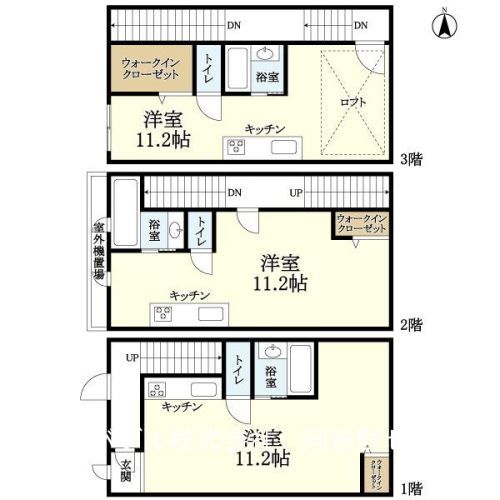 N
DN
DN
ウォークイン
クローゼット
トイレ
浴室
洋室
11.2帖
キッチン
ロフト
3階
DN
UP
室外機置場
浴室
トイレ
ウォークイン
クローゼット
洋室
11.2帖
キッチン
2階
UP
トイレ
浴室
キッチン
洋室
11.2帖
玄関
ウォークイン
クローゼット
1階